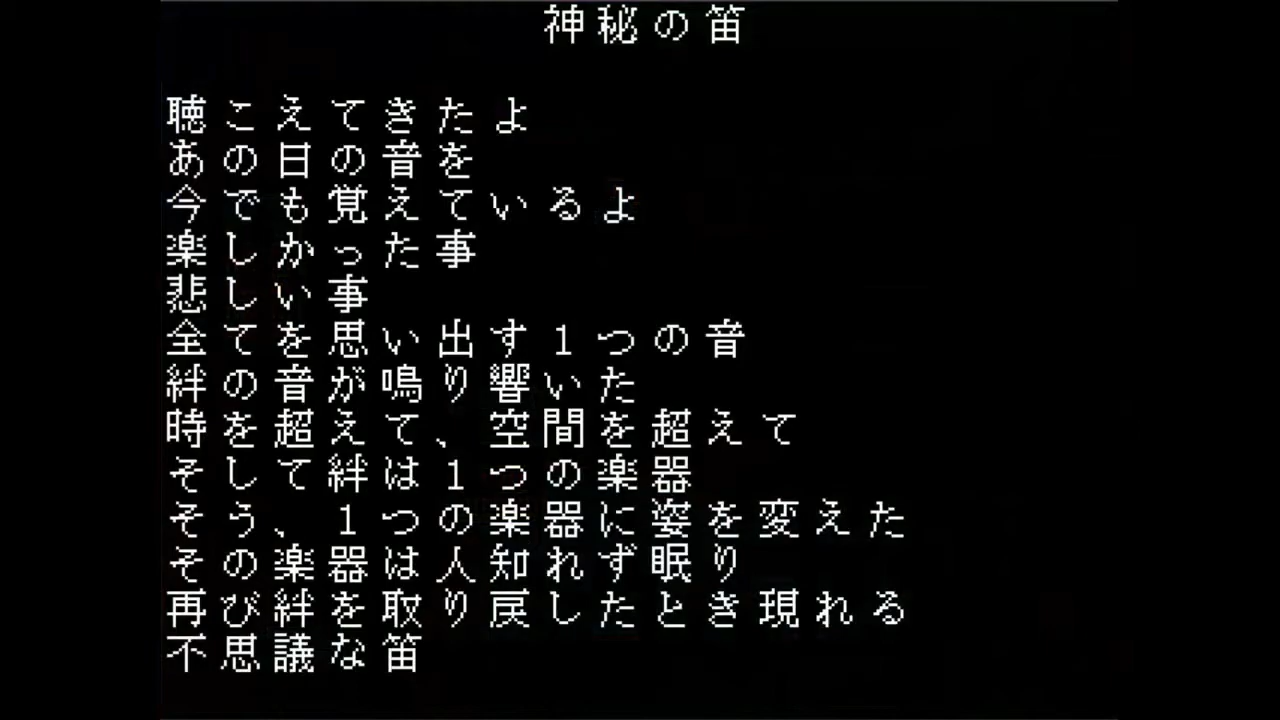 神秘の笛
聴こえてきたよ
あの日の音を
今でも覚えているよ
楽しかった事
悲しい事
全てを思い出す１つの音
絆の音が鳴り響いた
時を超えて、空間を超えて
そして絆は１つの楽器
そう、１つの楽器に姿を変えた
その楽器は人知れず眠り
再び絆を取り戻したとき現れる
不思議な笛